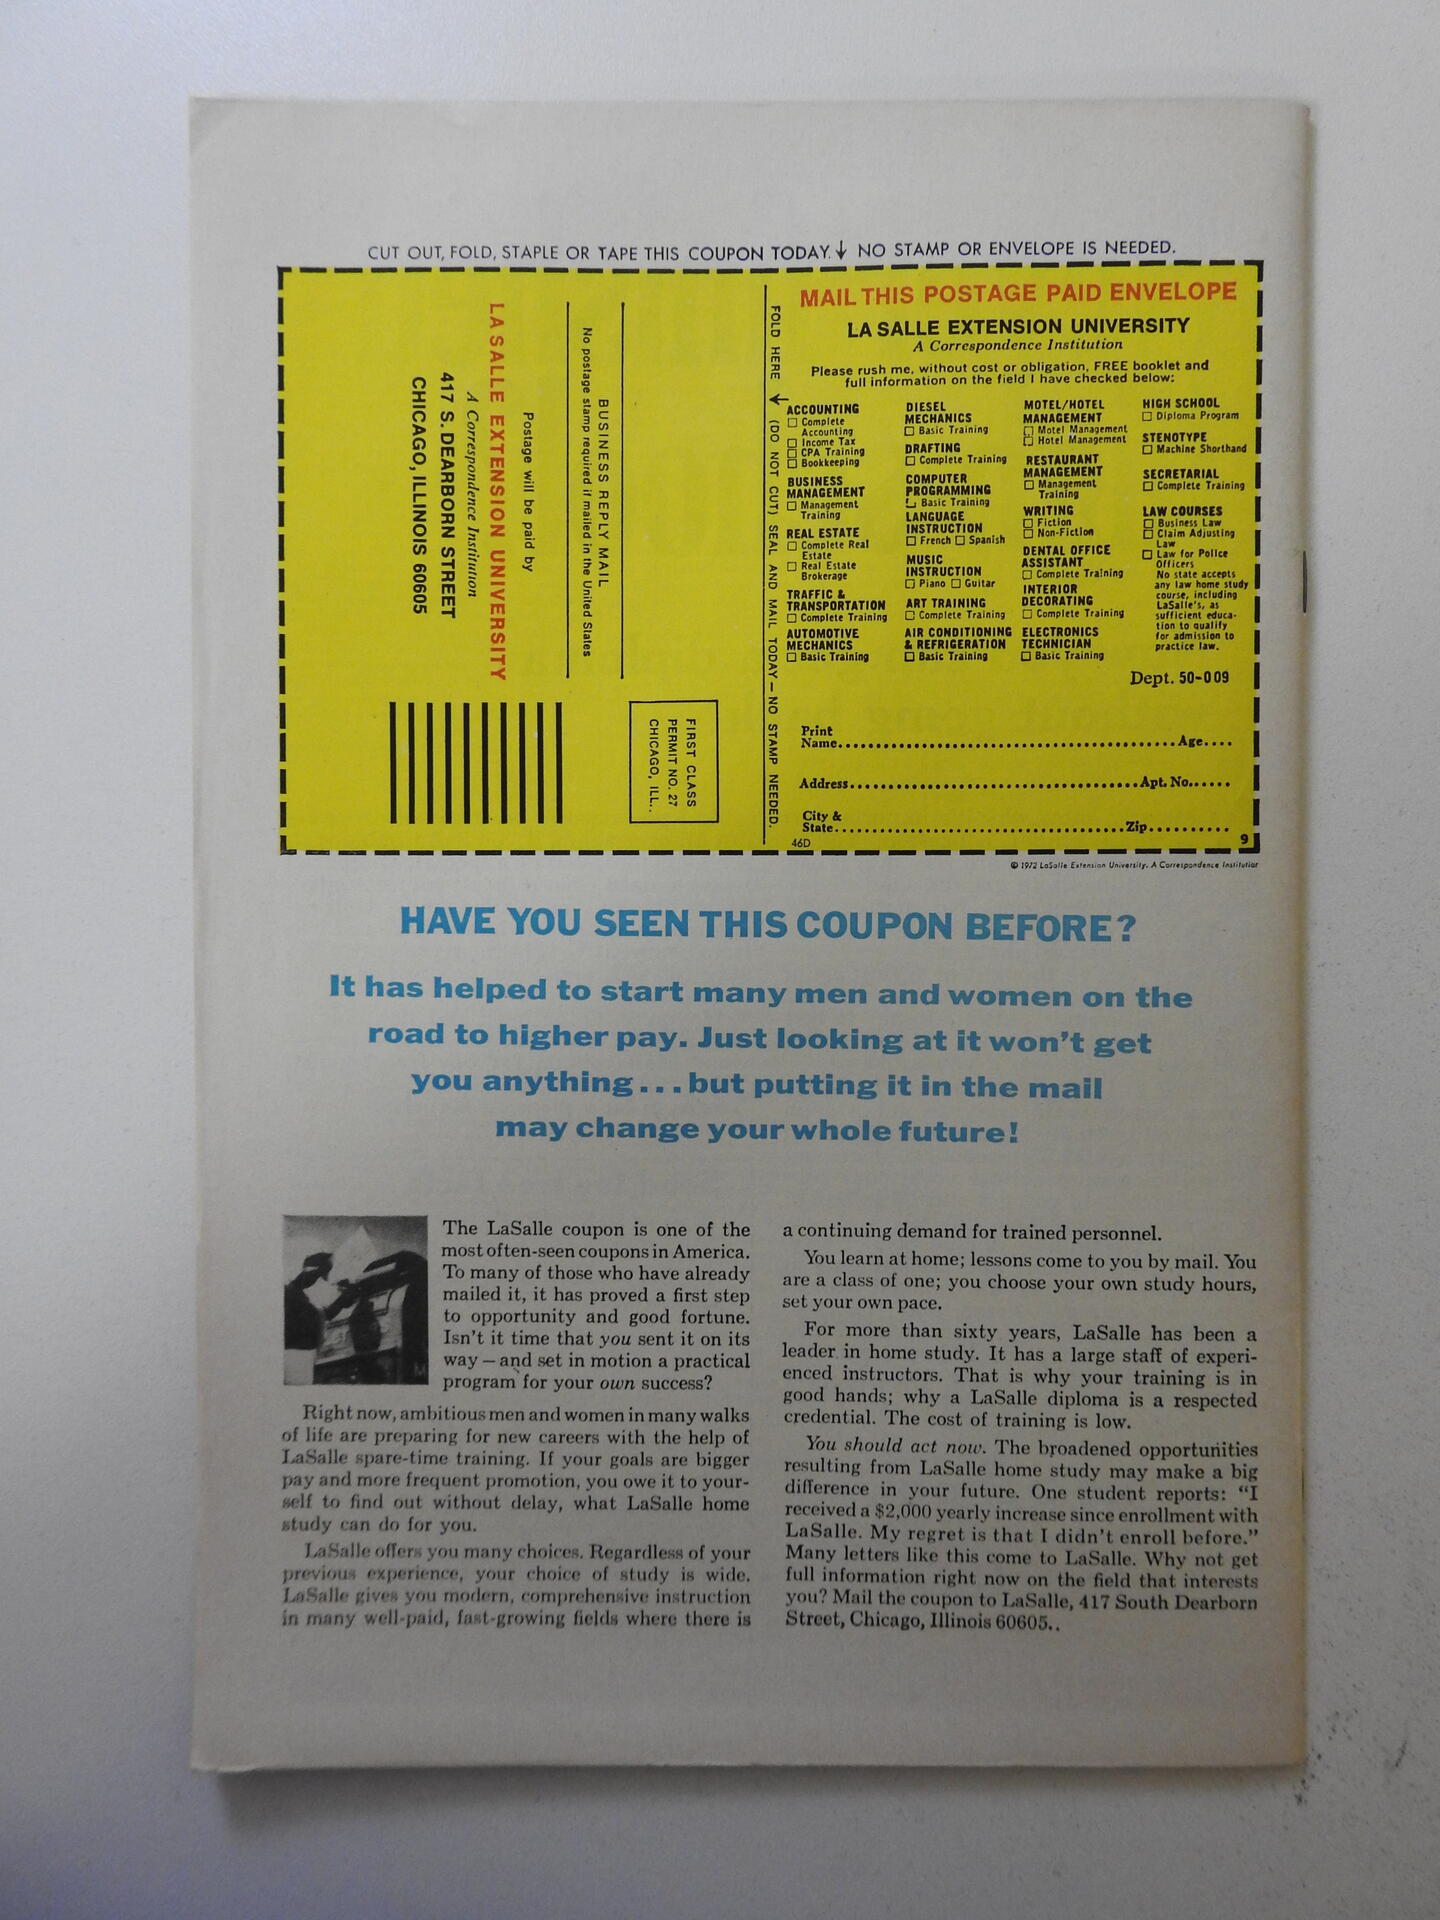 CUT OUT, FOLD, STAPLE OR TAPE THIS COUPON TODAY. ↓ NO STAMP OR ENVELOPE IS NEEDED.
LA SALLE EXTENSION UNIVERSITY
A Correspondence Institution
417 S. DEARBORN STREET
CHICAGO, ILLINOIS 60605
Postage will be paid by
BUSINESS REPLY MAIL
No postage stamp required if mailed in the United States
FIRST CLASS
PERMIT NO. 27
CHICAGO, ILL..
FOLD HERE → (DO NOT CUT) SEAL AND MAIL TODAY — NO STAMP NEEDED.
MAIL THIS POSTAGE PAID ENVELOPE
LA SALLE EXTENSION UNIVERSITY
A Correspondence Institution
Please rush me, without cost or obligation, FREE booklet and
full information on the field I have checked below:
ACCOUNTING
☐ Complete
Accounting
☐ Income Tax
☐ CPA Training
☐ Bookkeeping
BUSINESS
MANAGEMENT
☐ Management
Training
REAL ESTATE
☐ Complete Real
Estate
☐ Real Estate
Brokerage
TRAFFIC &
TRANSPORTATION
☐ Complete Training
AUTOMOTIVE
MECHANICS
☐ Basic Training
DIESEL
MECHANICS
☐ Basic Training
DRAFTING
☐ Complete Training
COMPUTER
PROGRAMMING
☐ Basic Training
LANGUAGE
INSTRUCTION
☐ French ☐ Spanish
MUSIC
INSTRUCTION
☐ Piano ☐ Guitar
ART TRAINING
☐ Complete Training
AIR CONDITIONING
& REFRIGERATION
☐ Basic Training
MOTEL/HOTEL
MANAGEMENT
☐ Motel Management
☐ Hotel Management
RESTAURANT
MANAGEMENT
☐ Management
Training
WRITING
☐ Fiction
☐ Non-Fiction
DENTAL OFFICE
ASSISTANT
☐ Complete Training
INTERIOR
DECORATING
☐ Complete Training
ELECTRONICS
TECHNICIAN
☐ Basic Training
HIGH SCHOOL
☐ Diploma Program
STENOTYPE
☐ Machine Shorthand
SECRETARIAL
☐ Complete Training
LAW COURSES
☐ Business Law
☐ Claim Adjusting
Law
☐ Law for Police
Officers
No state accepts
any law home study
course, including
LaSalle's, as
sufficient educa-
tion to qualify
for admission to
practice law.
Dept. 50-009
Print
Name........................................Age....
Address........................................Apt. No......
City &
State........................................Zip..........
46D
9
© 1972 LaSalle Extension University. A Correspondence Institution
HAVE YOU SEEN THIS COUPON BEFORE?
It has helped to start many men and women on the
road to higher pay. Just looking at it won't get
you anything...but putting it in the mail
may change your whole future!
The LaSalle coupon is one of the
most often-seen coupons in America.
To many of those who have already
mailed it, it has proved a first step
to opportunity and good fortune.
Isn't it time that you sent it on its
way — and set in motion a practical
program for your own success?
Right now, ambitious men and women in many walks
of life are preparing for new careers with the help of
LaSalle spare-time training. If your goals are bigger
pay and more frequent promotion, you owe it to your-
self to find out without delay, what LaSalle home
study can do for you.
LaSalle offers you many choices. Regardless of your
previous experience, your choice of study is wide.
LaSalle gives you modern, comprehensive instruction
in many well-paid, fast-growing fields where there is
a continuing demand for trained personnel.
You learn at home; lessons come to you by mail. You
are a class of one; you choose your own study hours,
set your own pace.
For more than sixty years, LaSalle has been a
leader in home study. It has a large staff of experi-
enced instructors. That is why your training is in
good hands; why a LaSalle diploma is a respected
credential. The cost of training is low.
You should act now. The broadened opportunities
resulting from LaSalle home study may make a big
difference in your future. One student reports: “I
received a $2,000 yearly increase since enrollment with
LaSalle. My regret is that I didn't enroll before.”
Many letters like this come to LaSalle. Why not get
full information right now on the field that interests
you? Mail the coupon to LaSalle, 417 South Dearborn
Street, Chicago, Illinois 60605..